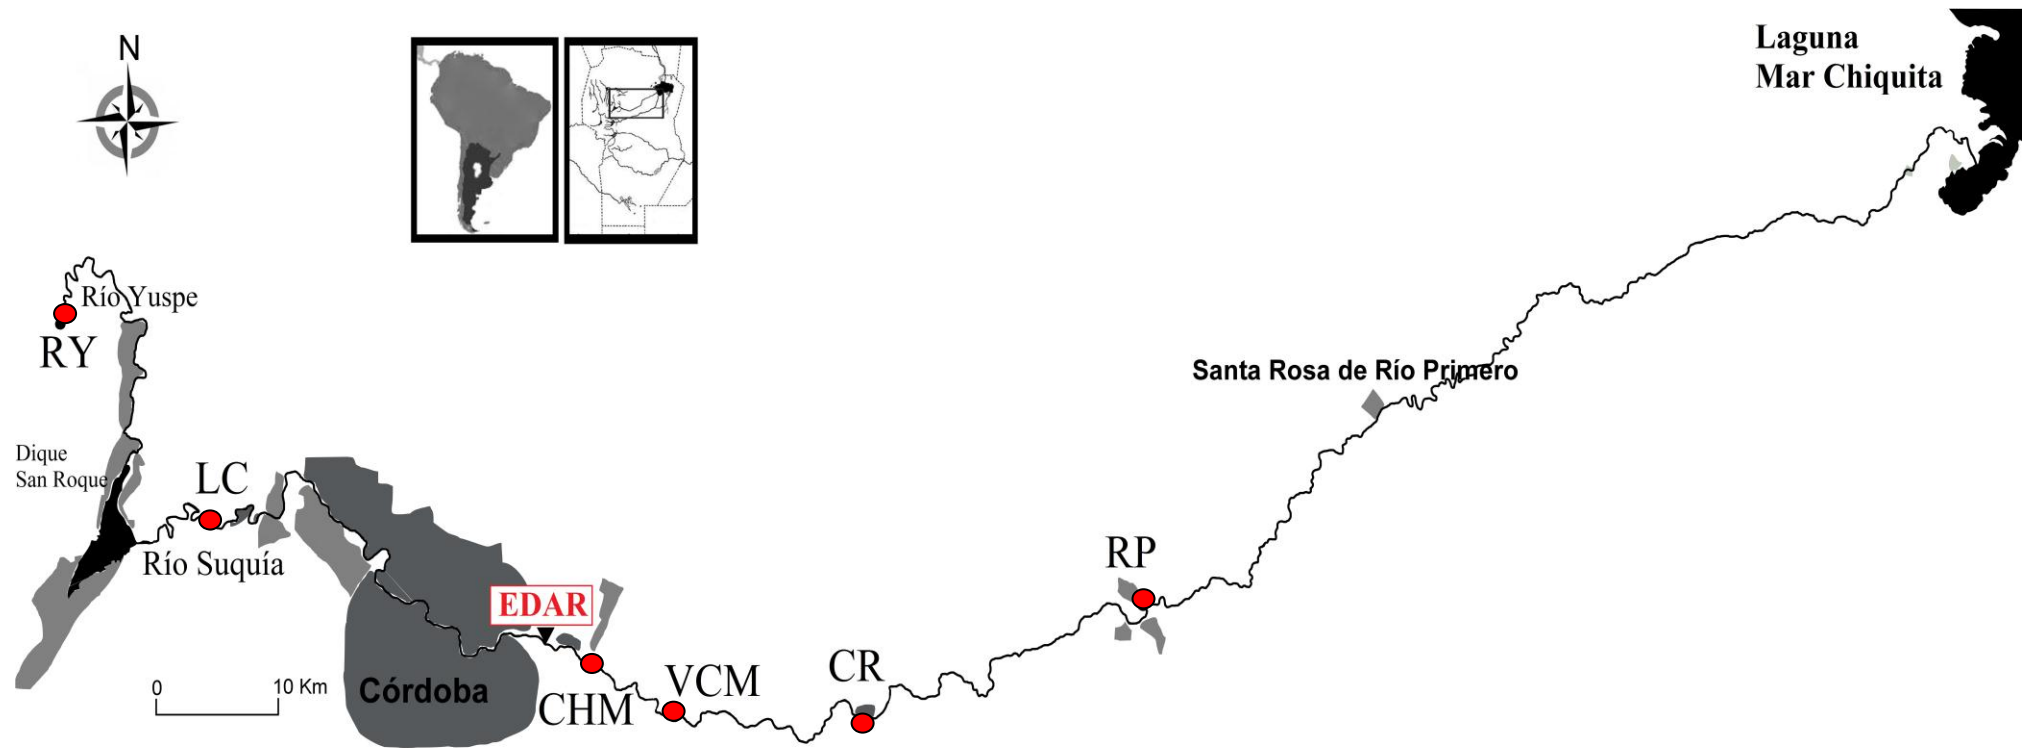 N
Laguna
Mar Chiquita
Río Yuspe
RY
Santa Rosa de Río Primero
Dique
San Roque
LC
Río Suquía
RP
EDAR
CR
VCM
0
10 Km
Córdoba
CHM